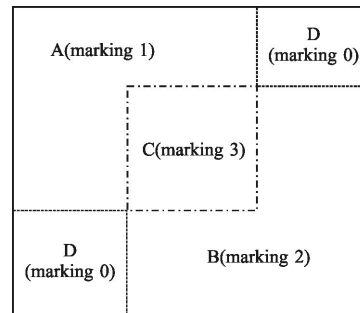 A(marking 1)
D
(marking 0)
C(marking 3)
D
(marking 0)
B(marking 2)